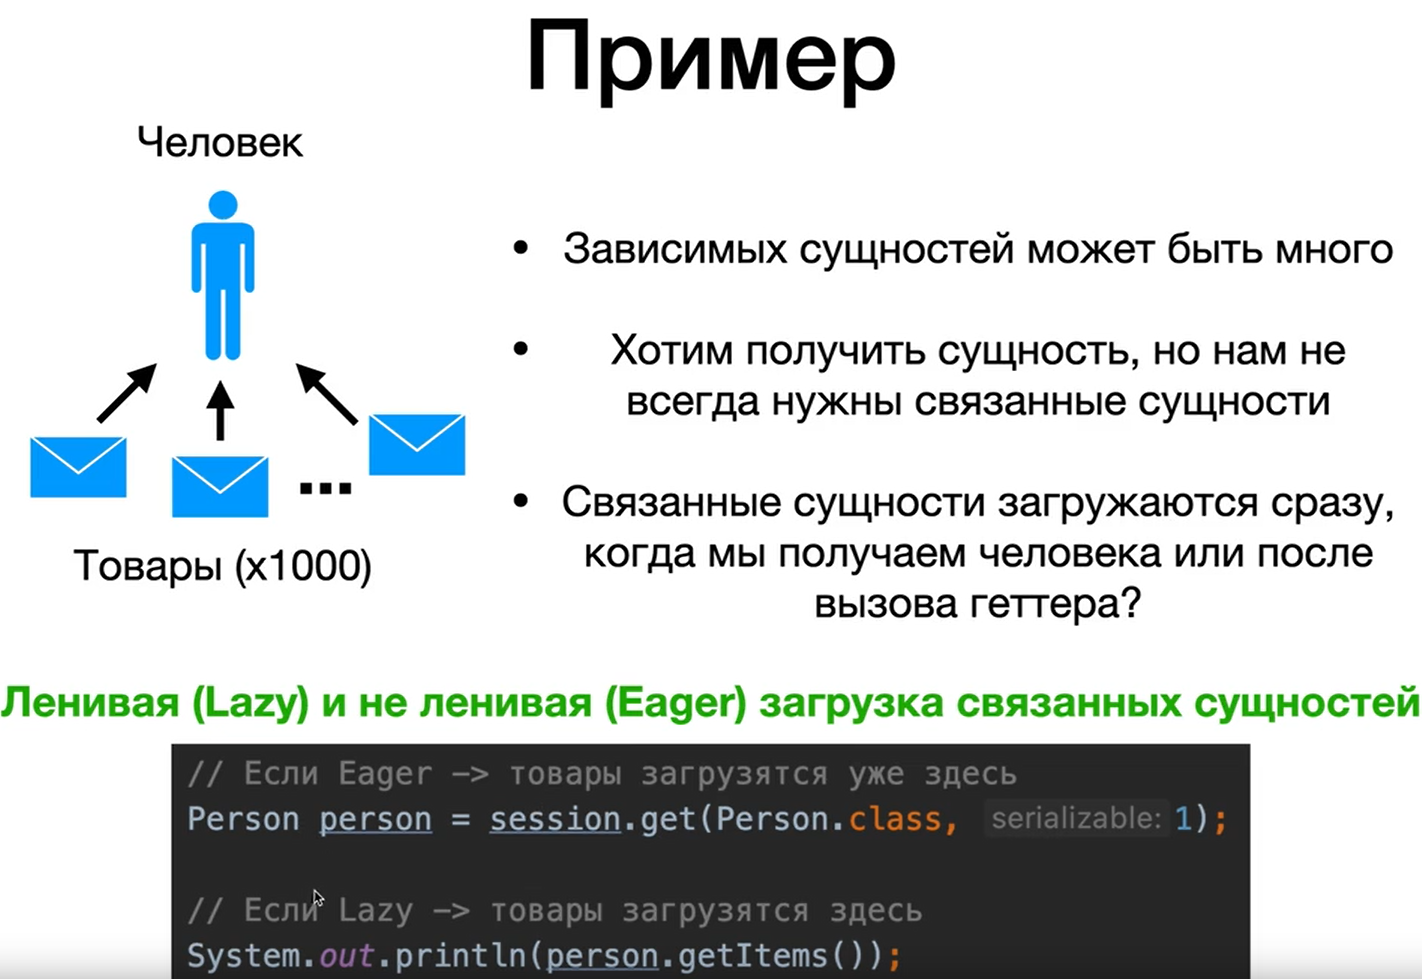 Пример
Человек
Товары (x1000)
• Зависимых сущностей может быть много
• Хотим получить сущность, но нам не
всегда нужны связанные сущности
• Связанные сущности загружаются сразу,
когда мы получаем человека или после
вызова геттера?
Ленивая (Lazy) и не ленивая (Eager) загрузка связанных сущностей
// Если Eager -> товары загрузятся уже здесь
Person person = session.get(Person.class, serializable: 1);
// Если Lazy -> товары загрузятся здесь
System.out.println(person.getItems());